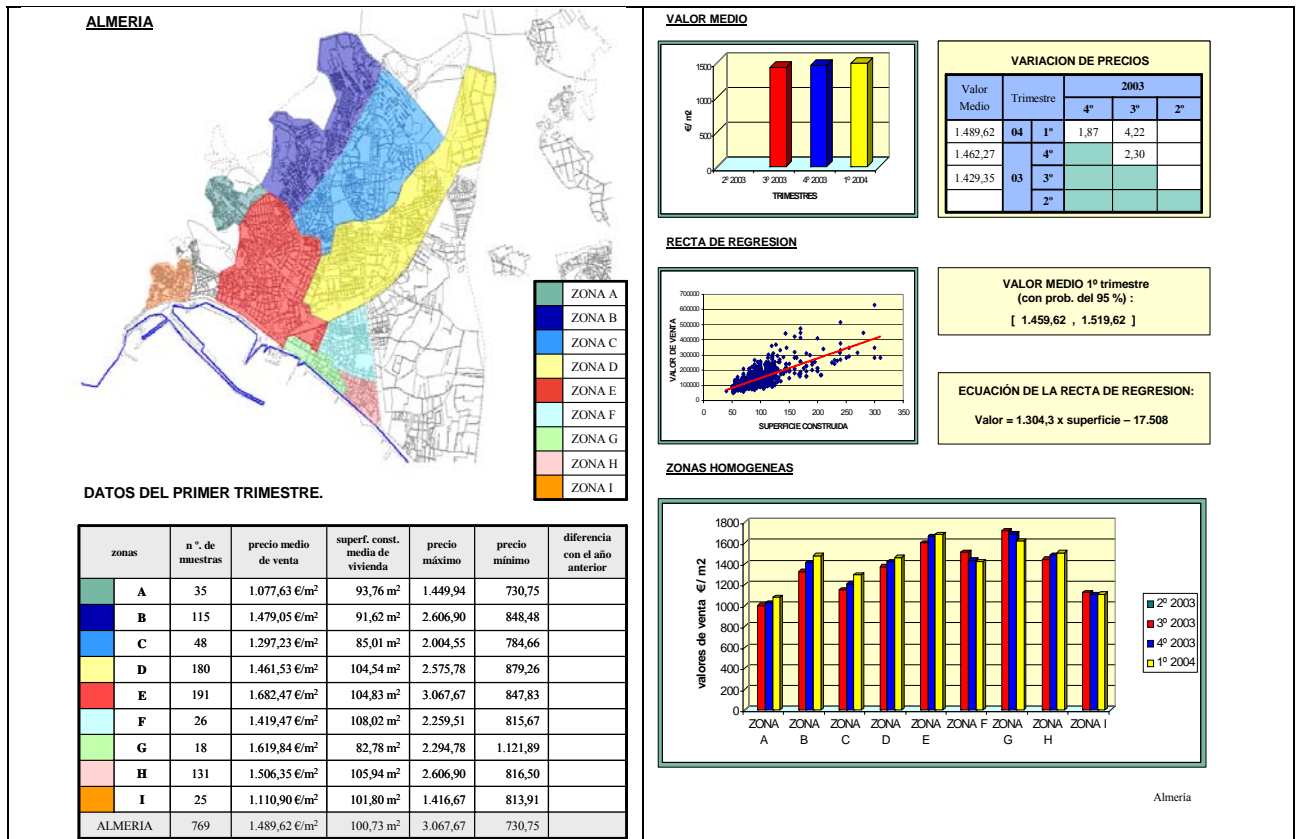 ALMERIA
ZONA A
ZONA B
ZONA C
ZONA D
ZONA E
ZONA F
ZONA G
ZONA H
ZONA I
DATOS DEL PRIMER TRIMESTRE.
zonas n º. de muestras precio medio de venta superf. const. media de vivienda precio máximo precio mínimo diferencia con el año anterior
A 35 1.077,63 €/m² 93,76 m² 1.449,94 730,75
B 115 1.479,05 €/m² 91,62 m² 2.606,90 848,48
C 48 1.297,23 €/m² 85,01 m² 2.004,55 784,66
D 180 1.461,53 €/m² 104,54 m² 2.575,78 879,26
E 191 1.682,47 €/m² 104,83 m² 3.067,67 847,83
F 26 1.419,47 €/m² 108,02 m² 2.259,51 815,67
G 18 1.619,84 €/m² 82,78 m² 2.294,78 1.121,89
H 131 1.506,35 €/m² 105,94 m² 2.606,90 816,50
I 25 1.110,90 €/m² 101,80 m² 1.416,67 813,91
ALMERIA 769 1.489,62 €/m² 100,73 m² 3.067,67 730,75
VALOR MEDIO
1500
1000
500
0
€/ m2
2º 2003 3º 2003 4º 2003 1º 2004
TRIMESTRES
VARIACION DE PRECIOS
Valor Medio Trimestre 2003
4º 3º 2º
1.489,62 04 1º 1,87 4,22
1.462,27 4º 2,30
1.429,35 03 3º
2º
RECTA DE REGRESION
VALOR DE VENTA
700000
600000
500000
400000
300000
200000
100000
0
0 50 100 150 200 250 300 350
SUPERFICIE CONSTRUIDA
VALOR MEDIO 1º trimestre
(con prob. del 95 %) :
[ 1.459,62 , 1.519,62 ]
ECUACIÓN DE LA RECTA DE REGRESION:
Valor = 1.304,3 x superficie – 17.508
ZONAS HOMOGENEAS
valores de venta €/ m2
1800
1600
1400
1200
1000
800
600
400
200
0
ZONA A ZONA B ZONA C ZONA D ZONA E ZONA F ZONA G ZONA H ZONA I
2º 2003
3º 2003
4º 2003
1º 2004
Almería